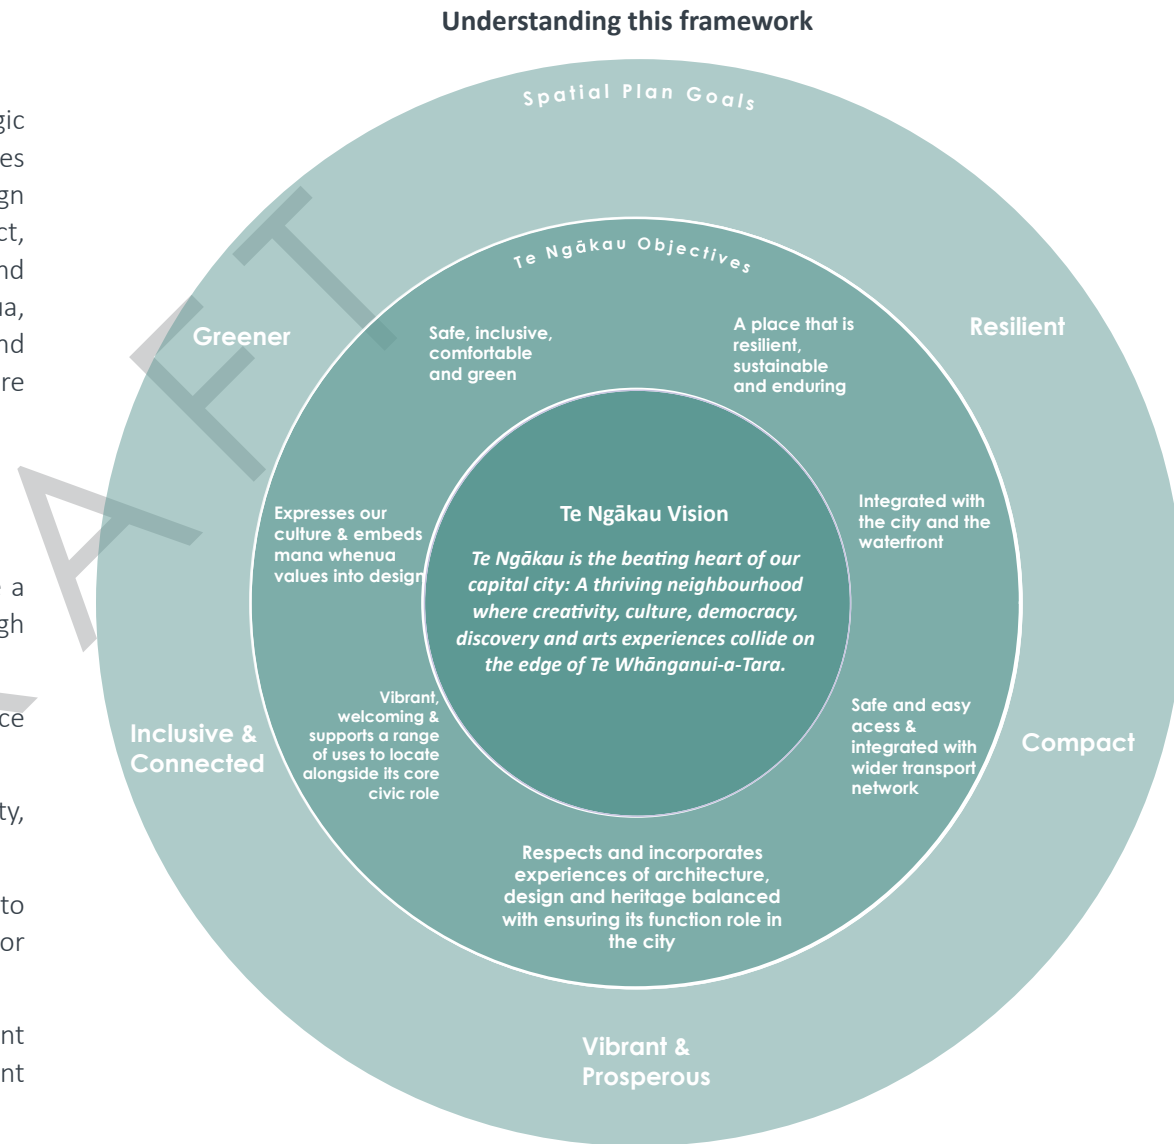 Understanding this framework
Spatial Plan Goals
Te Ngākau Objectives
Greener
Resilient
Safe, inclusive,
comfortable
and green
A place that is
resilient,
sustainable
and enduring
Expresses our
culture & embeds
mana whenua
values into design
Integrated with
the city and the
waterfront
Te Ngākau Vision
Te Ngākau is the beating heart of our
capital city: A thriving neighbourhood
where creativity, culture, democracy,
discovery and arts experiences collide on
the edge of Te Whānganui-a-Tara.
Inclusive &
Connected
Vibrant,
welcoming &
supports a range
of uses to locate
alongside its core
civic role
Safe and easy
acess &
integrated with
wider transport
network
Compact
Respects and incorporates
experiences of architecture,
design and heritage balanced
with ensuring its function role in
the city
Vibrant &
Prosperous
a
to
or